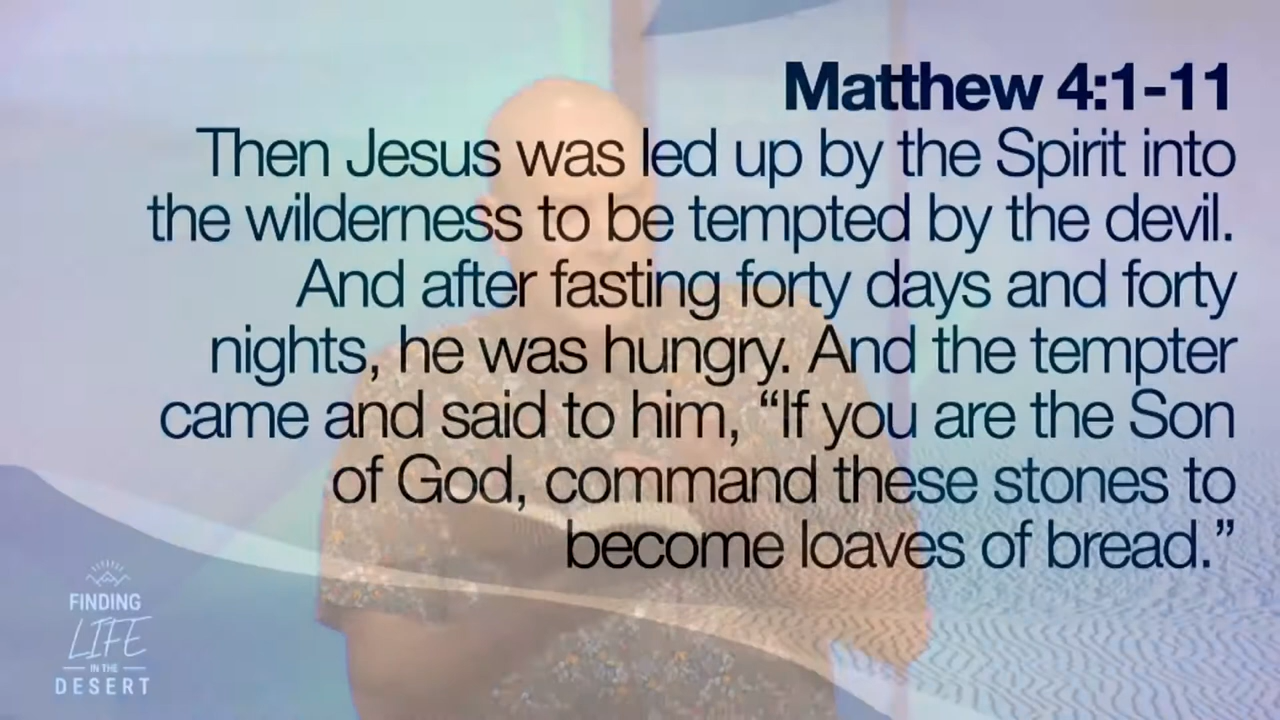 Matthew 4:1-11
Then Jesus was led up by the Spirit into
the wilderness to be tempted by the devil.
And after fasting forty days and forty
nights, he was hungry. And the tempter
came and said to him, “If you are the Son
of God, command these stones to
become loaves of bread.”
FINDING
LIFE
IN THE
DESERT